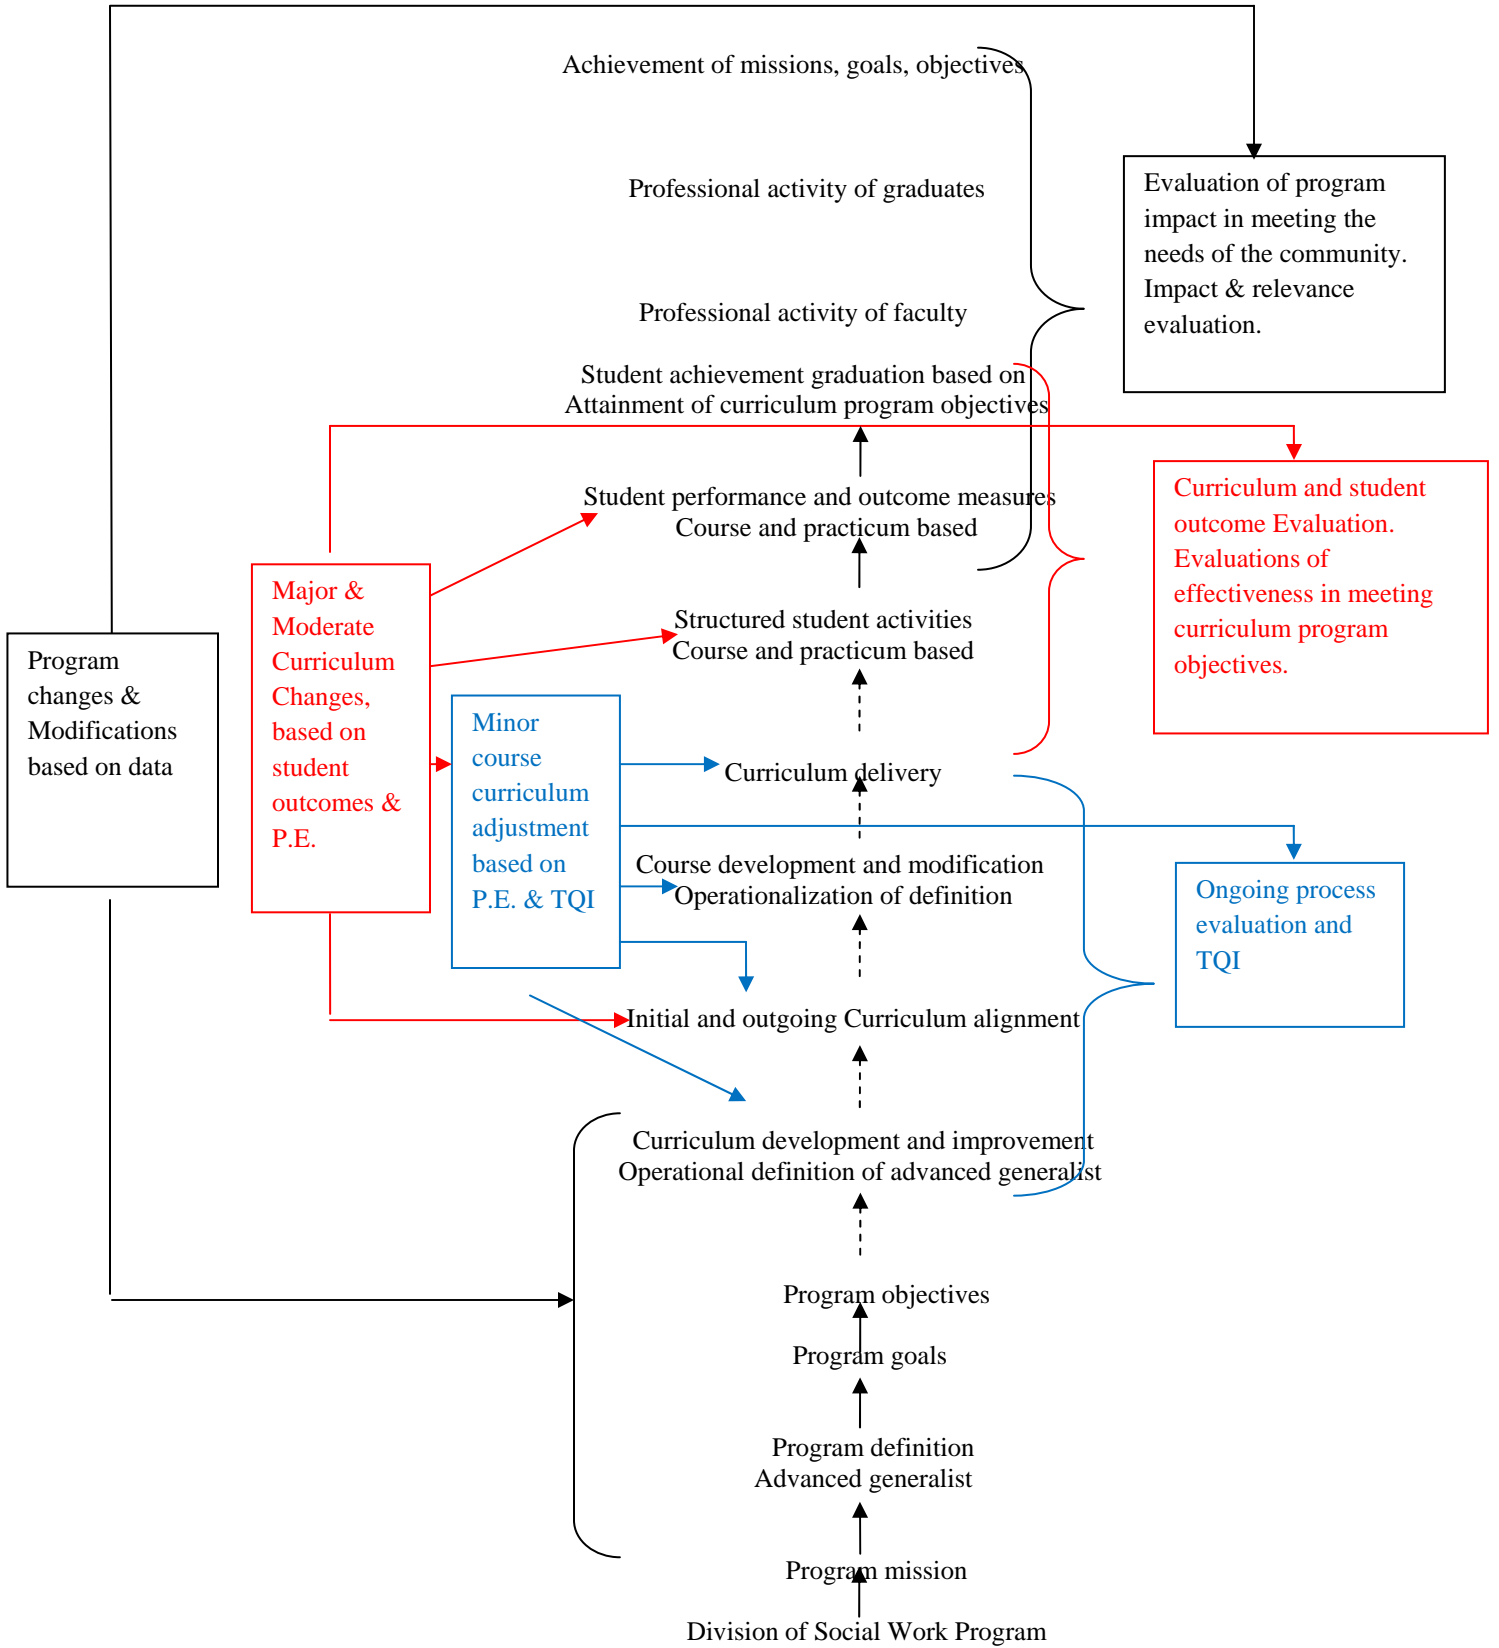 Achievement of missions, goals, objectives
Professional activity of graduates
Evaluation of program
impact in meeting the
needs of the community.
Impact & relevance
evaluation.
Professional activity of faculty
Student achievement graduation based on
Attainment of curriculum program objectives
Student performance and outcome measures
Course and practicum based
Curriculum and student
outcome Evaluation.
Evaluations of
effectiveness in meeting
curriculum program
objectives.
Structured student activities
Course and practicum based
Program
changes &
Modifications
based on data
Major &
Moderate
Curriculum
Changes,
based on
student
outcomes &
P.E.
Minor
course
curriculum
adjustment
based on
P.E. & TQI
Curriculum delivery
Course development and modification
Operationalization of definition
Ongoing process
evaluation and
TQI
Initial and outgoing Curriculum alignment
Curriculum development and improvement
Operational definition of advanced generalist
Program objectives
Program goals
Program definition
Advanced generalist
Program mission
Division of Social Work Program